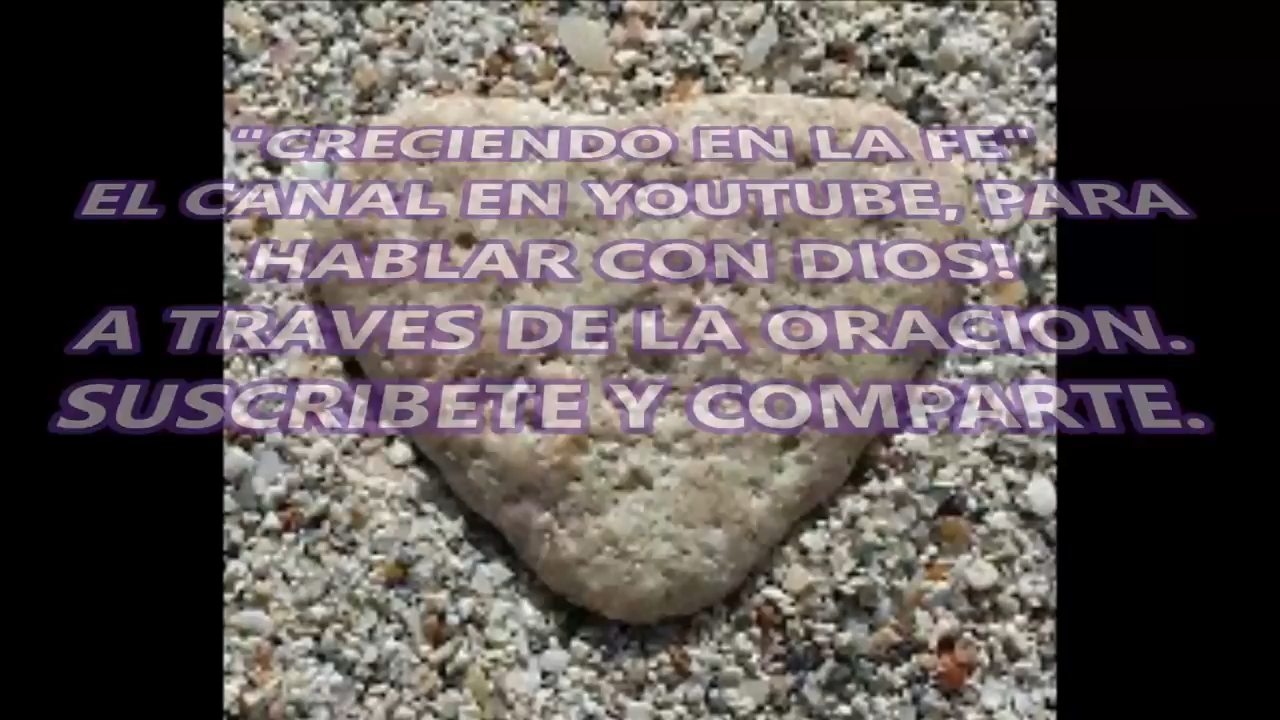 "CRECIENDO EN LA FE"
EL CANAL EN YOUTUBE, PARA
HABLAR CON DIOS!
A TRAVES DE LA ORACION.
SUSCRIBETE Y COMPARTE.